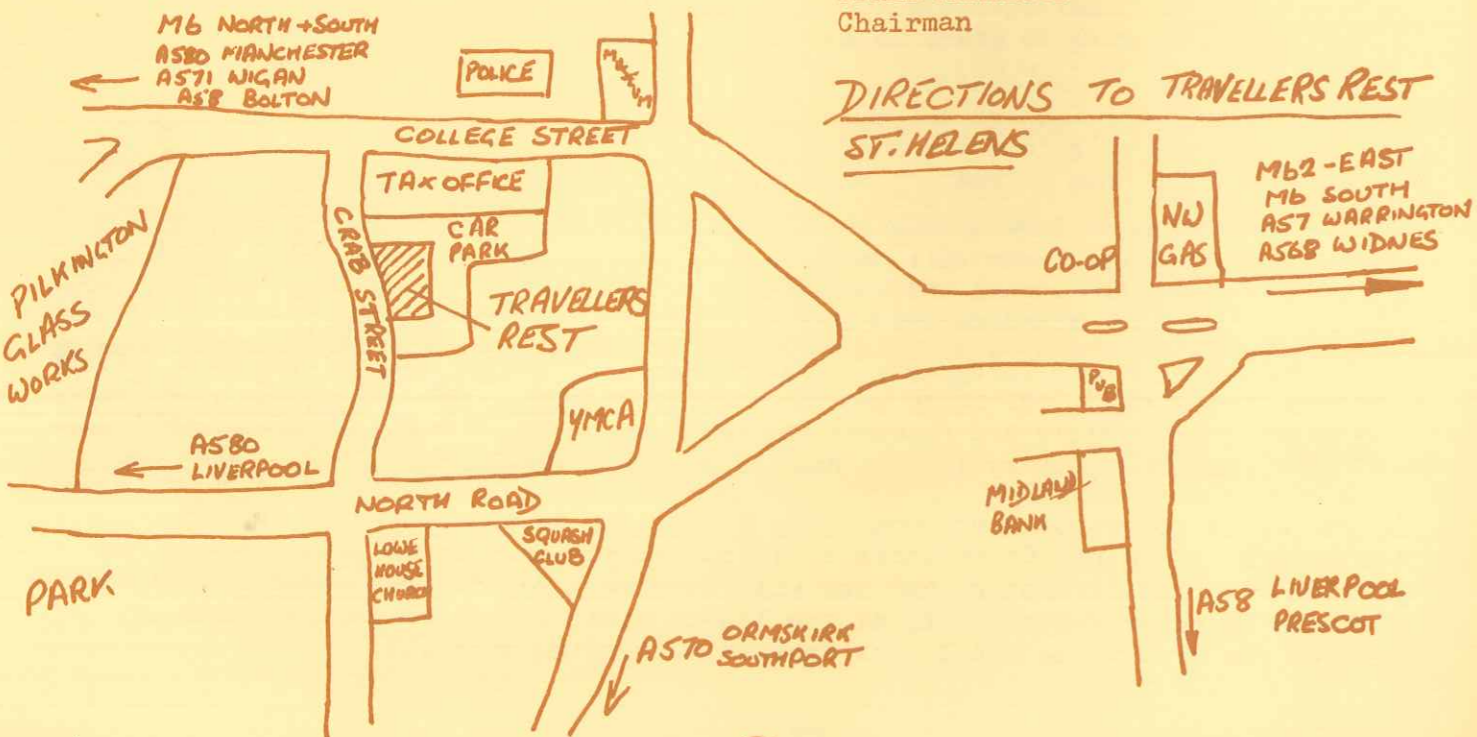 Chairman
DIRECTIONS TO TRAVELLERS REST
ST. HELENS
M6 NORTH + SOUTH
A580 MANCHESTER
A571 WIGAN
A58 BOLTON
POLICE
MUSEUM
COLLEGE STREET
TAX OFFICE
CAR
PARK
CRAB STREET
TRAVELLERS
REST
PILKINGTON
GLASS
WORKS
YMCA
A580
LIVERPOOL
NORTH ROAD
LOWE
HOUSE
CHURCH
SQUASH
CLUB
PARK
A570 ORMSKIRK
SOUTHPORT
CO-OP
NW
GAS
M62-EAST
M6 SOUTH
A57 WARRINGTON
A568 WIDNES
PUB
MIDLAND
BANK
A58 LIVERPOOL
PRESCOT